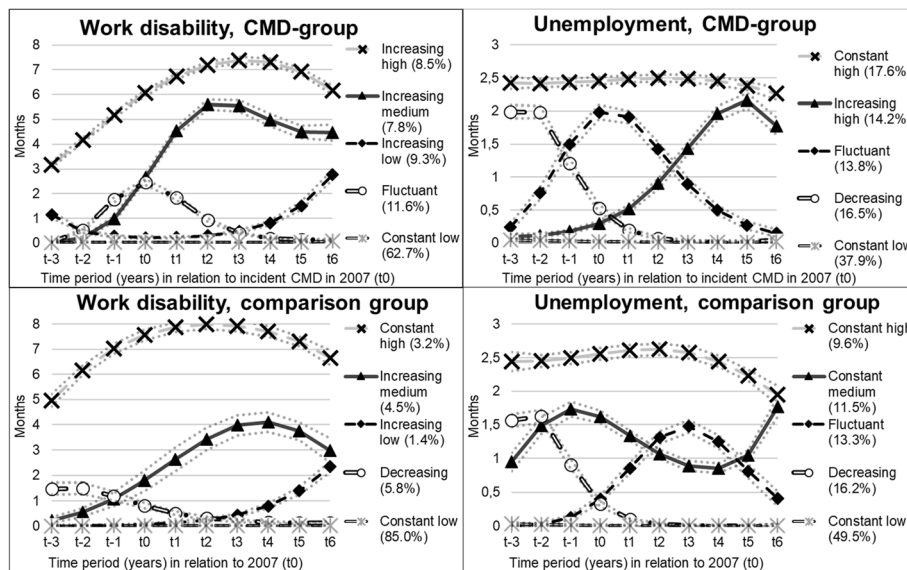 Work disability, CMD-group
8
7
6
5
4
3
2
1
0
Months
t-3 t-2 t-1 t0 t1 t2 t3 t4 t5 t6
Time period (years) in relation to incident CMD in 2007 (t0)
Increasing
high (8.5%)
Increasing
medium
(7.8%)
Increasing
low (9.3%)
Fluctuant
(11.6%)
Constant low
(62.7%)
Unemployment, CMD-group
3
2,5
2
1,5
1
0,5
0
Months
t-3 t-2 t-1 t0 t1 t2 t3 t4 t5 t6
Time period (years) in relation to incident CMD in 2007 (t0)
Constant
high (17.6%
Increasing
high (14.2%
Fluctuant
(13.8%)
Decreasing
(16.5%)
Constant low
(37.9%)
Work disability, comparison group
8
7
6
5
4
3
2
1
0
Months
t-3 t-2 t-1 t0 t1 t2 t3 t4 t5 t6
Time period (years) in relation to 2007 (t0)
Constant
high (3.2%)
Increasing
medium
(4.5%)
Increasing
low (1.4%)
Decreasing
(5.8%)
Constant low
(85.0%)
Unemployment, comparison group
3
2,5
2
1,5
1
0,5
0
Months
t-3 t-2 t-1 t0 t1 t2 t3 t4 t5 t6
Time period (years) in relation to 2007 (t0)
Constant high
(9.6%)
Constant
medium
(11.5%)
Fluctuant
(13.3%)
Decreasing
(16.2%)
Constant low
(49.5%)